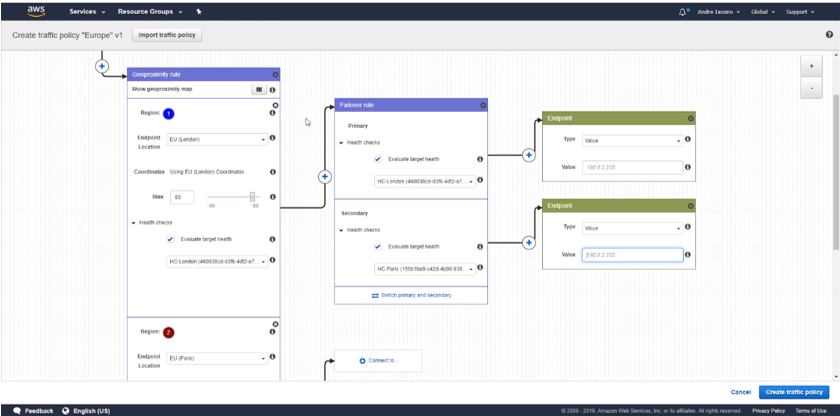 aws Services Resource Groups Andre Iacono Global Support
Create traffic policy "Europe" v1 Import traffic policy
+
-
Geoproximity rule
Show geoproximity map
Region: 1
Endpoint Location EU (London)
Coordinates Using EU (London) Coordinates
Bias 80
-99 99
Health checks
Evaluate target health
HC-London (460038cd-d3f6-4df2-a7...
Region: 2
Endpoint Location EU (Paris)
Failover rule
Primary
Health checks
Evaluate target health
HC-London (460038cd-d3f6-4df2-a7...
Secondary
Health checks
Evaluate target health
Switch primary and secondary
Connect to...
Endpoint
Type Value
Value 192.0.2.235
Endpoint
Type Value
Value 192.0.2.235
Cancel Create traffic policy
Feedback English (US) © 2008 - 2019, Amazon Web Services, Inc. or its affiliates. All rights reserved. Privacy Policy Terms of Use